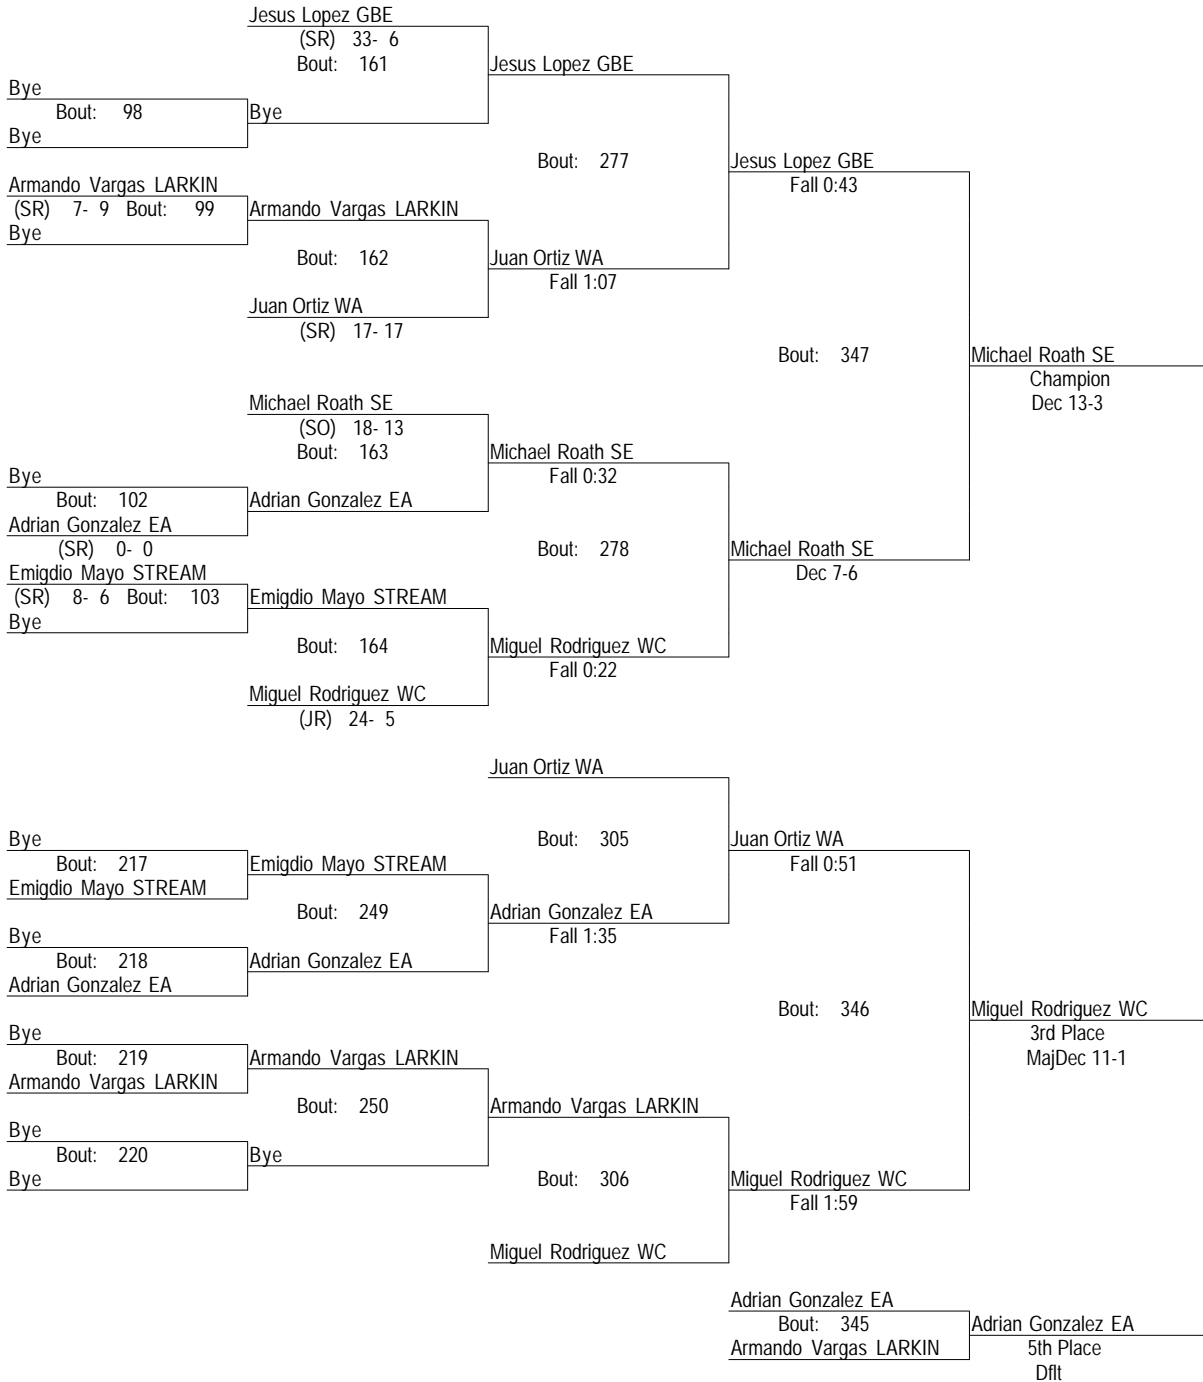 Jesus Lopez GBE
(SR) 33- 6
Bout: 161
Jesus Lopez GBE
Bye
Bout: 98
Bye
Bye
Bout: 277
Jesus Lopez GBE
Fall 0:43
Armando Vargas LARKIN
(SR) 7- 9 Bout: 99
Armando Vargas LARKIN
Bye
Bout: 162
Juan Ortiz WA
Fall 1:07
Juan Ortiz WA
(SR) 17- 17
Bout: 347
Michael Roath SE
Champion
Dec 13-3
Michael Roath SE
(SO) 18- 13
Bout: 163
Michael Roath SE
Fall 0:32
Bye
Bout: 102
Adrian Gonzalez EA
Adrian Gonzalez EA
(SR) 0- 0
Bout: 278
Michael Roath SE
Dec 7-6
Emigdio Mayo STREAM
(SR) 8- 6 Bout: 103
Emigdio Mayo STREAM
Bye
Bout: 164
Miguel Rodriguez WC
Fall 0:22
Miguel Rodriguez WC
(JR) 24- 5
Juan Ortiz WA
Bout: 305
Juan Ortiz WA
Fall 0:51
Bye
Bout: 217
Emigdio Mayo STREAM
Emigdio Mayo STREAM
Bout: 249
Adrian Gonzalez EA
Fall 1:35
Bye
Bout: 218
Adrian Gonzalez EA
Adrian Gonzalez EA
Bout: 346
Miguel Rodriguez WC
3rd Place
MajDec 11-1
Bye
Bout: 219
Armando Vargas LARKIN
Armando Vargas LARKIN
Bout: 250
Armando Vargas LARKIN
Bye
Bout: 220
Bye
Bye
Bout: 306
Miguel Rodriguez WC
Fall 1:59
Miguel Rodriguez WC
Adrian Gonzalez EA
Bout: 345
Adrian Gonzalez EA
Armando Vargas LARKIN
5th Place
Dflt